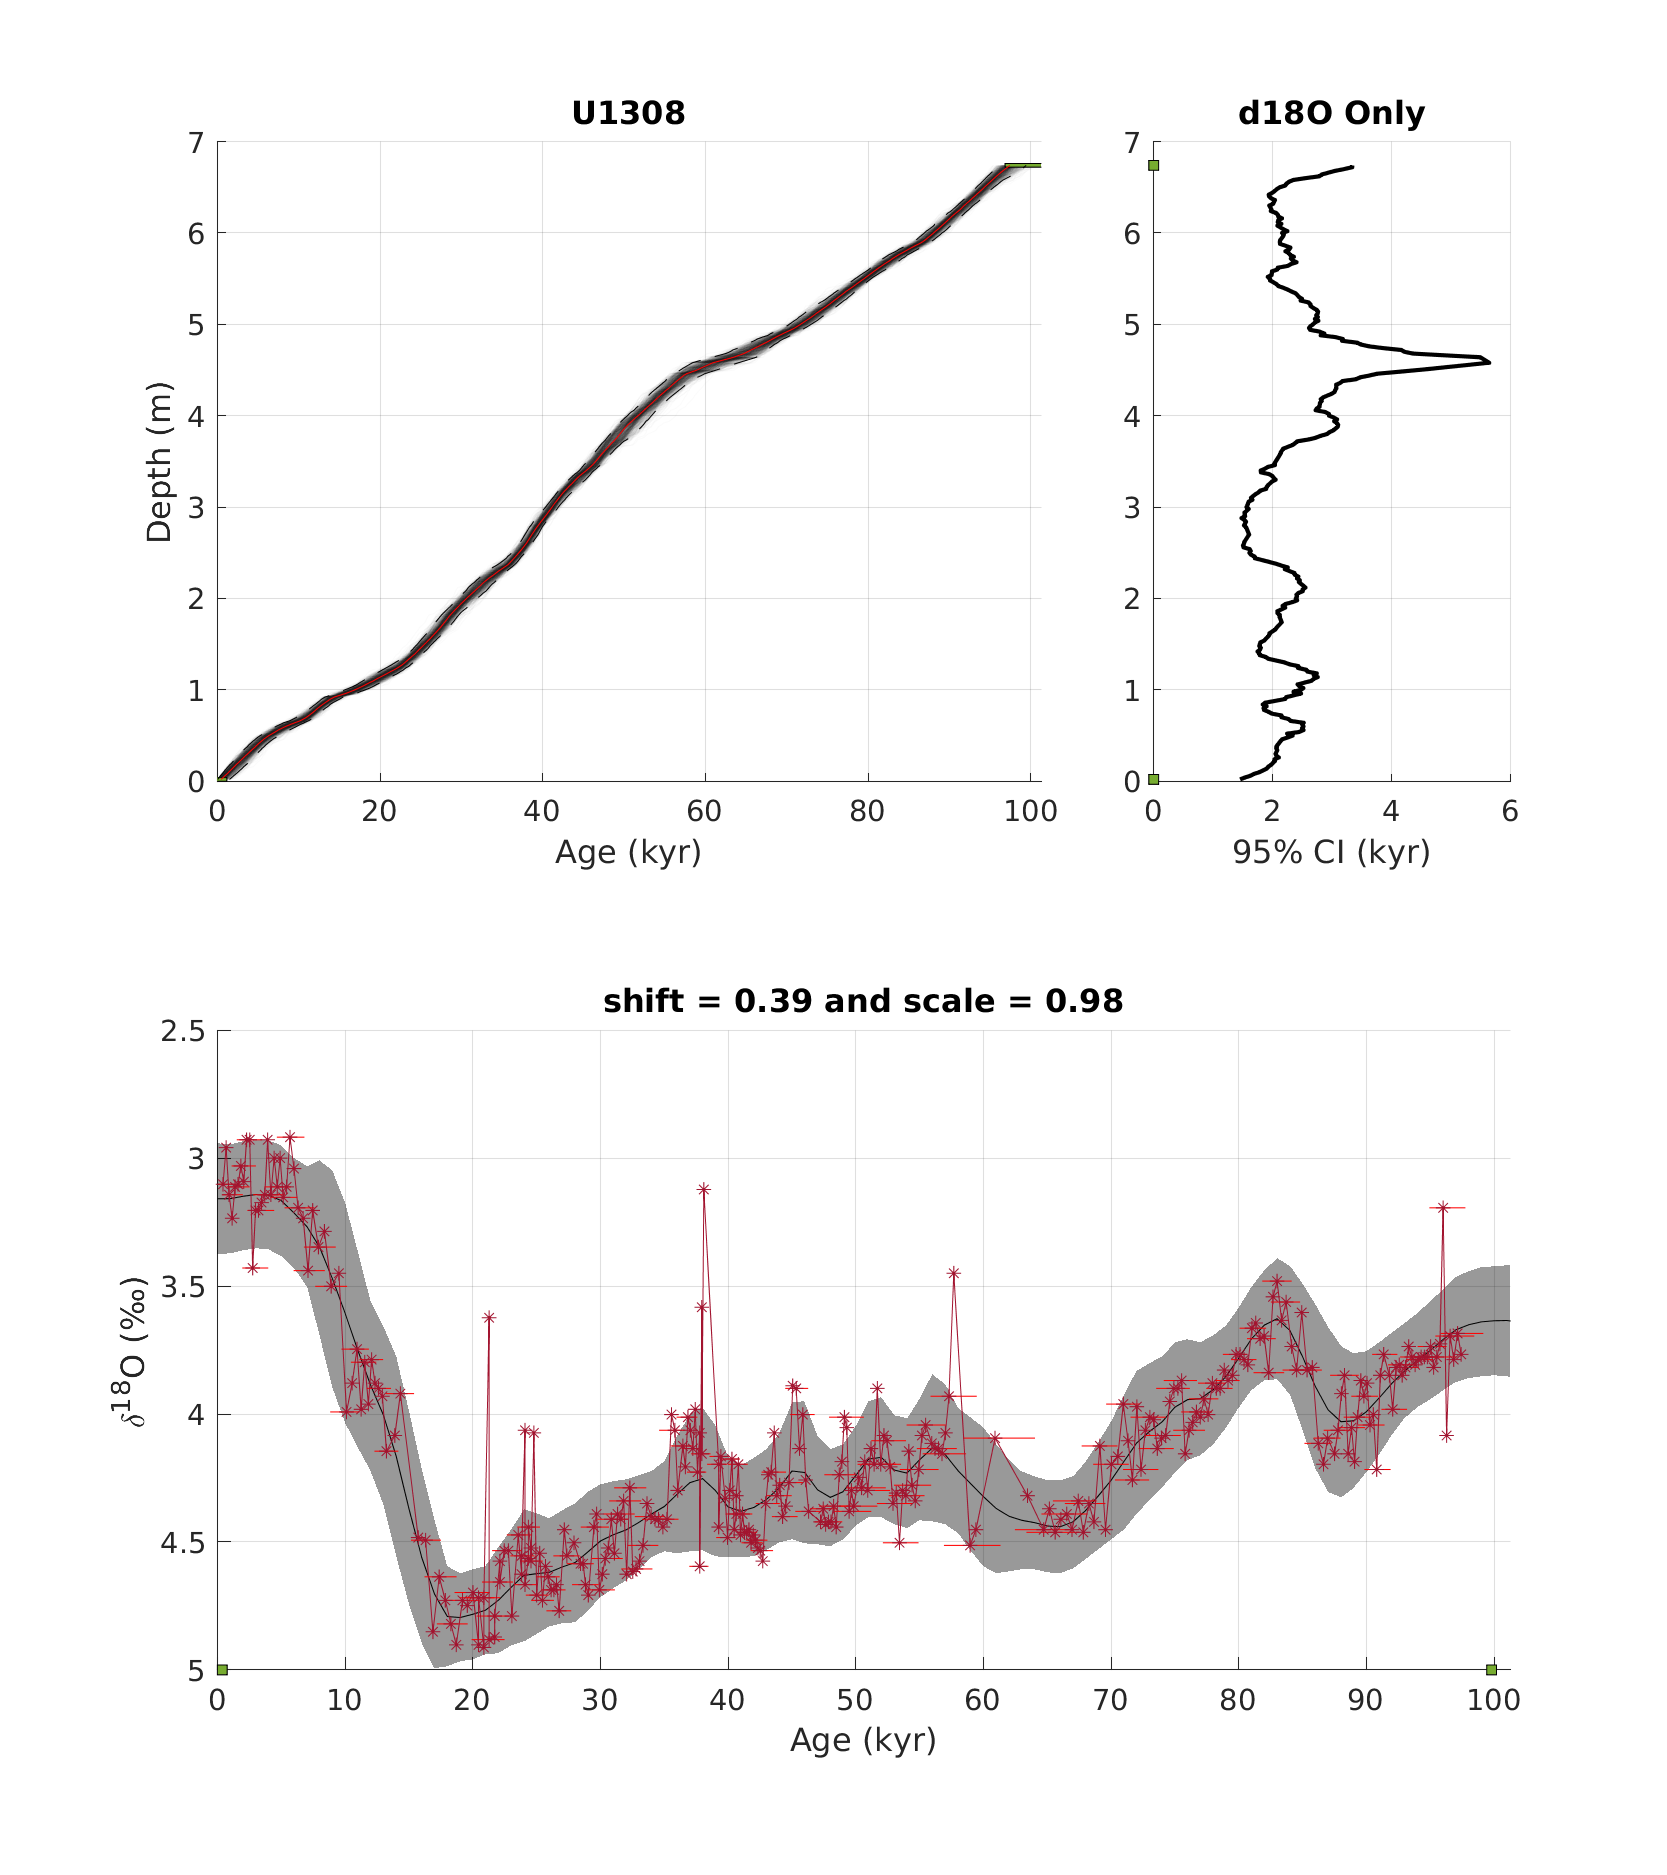 U1308
d18O Only
7
6
5
4
3
2
1
0
Depth (m)
0 20 40 60 80 100
Age (kyr)
7
6
5
4
3
2
1
0
0 2 4 6
95% CI (kyr)
shift = 0.39 and scale = 0.98
2.5
3
3.5
4
4.5
5
δ18O (‰)
0 10 20 30 40 50 60 70 80 90 100
Age (kyr)